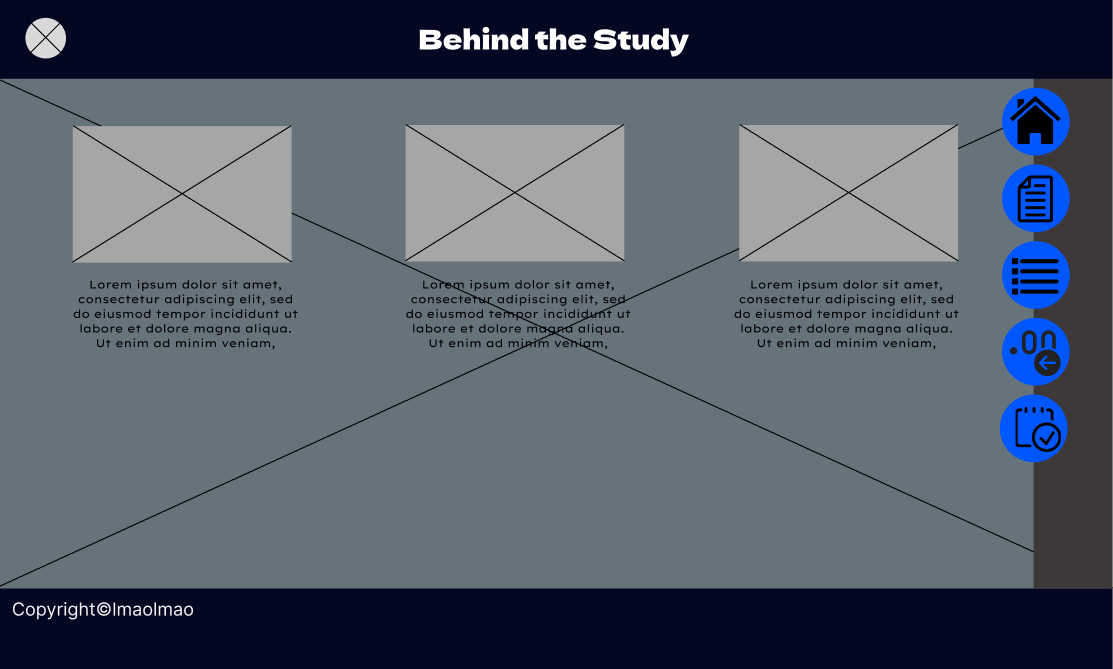 Behind the Study
Lorem ipsum dolor sit amet,
consectetur adipiscing elit, sed
do eiusmod tempor incididunt ut
labore et dolore magna aliqua.
Ut enim ad minim veniam,
Lorem ipsum dolor sit amet,
consectetur adipiscing elit, sed
do eiusmod tempor incididunt ut
labore et dolore magna aliqua.
Ut enim ad minim veniam,
Lorem ipsum dolor sit amet,
consectetur adipiscing elit, sed
do eiusmod tempor incididunt ut
labore et dolore magna aliqua.
Ut enim ad minim veniam,
.00
Copyright©lmaolmao